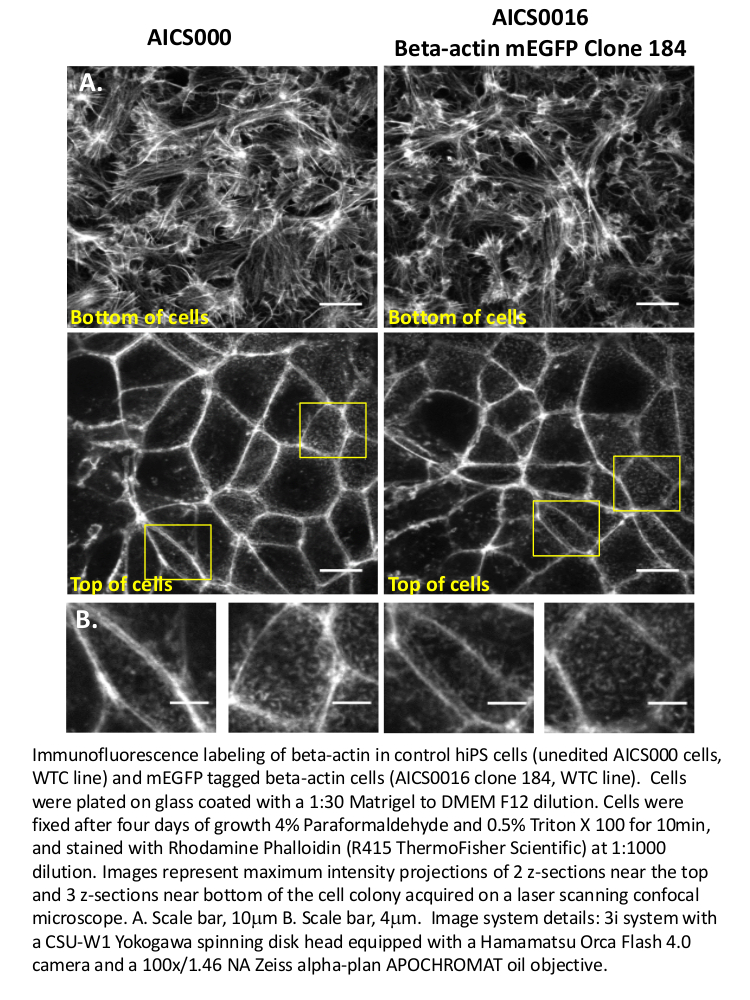 AICS000
AICS0016
Beta-actin mEGFP Clone 184
A.
Bottom of cells
Bottom of cells
Top of cells
Top of cells
B.
Immunofluorescence labeling of beta-actin in control hiPS cells (unedited AICS000 cells,
WTC line) and mEGFP tagged beta-actin cells (AICS0016 clone 184, WTC line).  Cells
were plated on glass coated with a 1:30 Matrigel to DMEM F12 dilution. Cells were
fixed after four days of growth 4% Paraformaldehyde and 0.5% Triton X 100 for 10min,
and stained with Rhodamine Phalloidin (R415 ThermoFisher Scientific) at 1:1000
dilution. Images represent maximum intensity projections of 2 z-sections near the top
and 3 z-sections near bottom of the cell colony acquired on a laser scanning confocal
microscope. A. Scale bar, 10μm B. Scale bar, 4μm.  Image system details: 3i system with
a CSU-W1 Yokogawa spinning disk head equipped with a Hamamatsu Orca Flash 4.0
camera and a 100x/1.46 NA Zeiss alpha-plan APOCHROMAT oil objective.